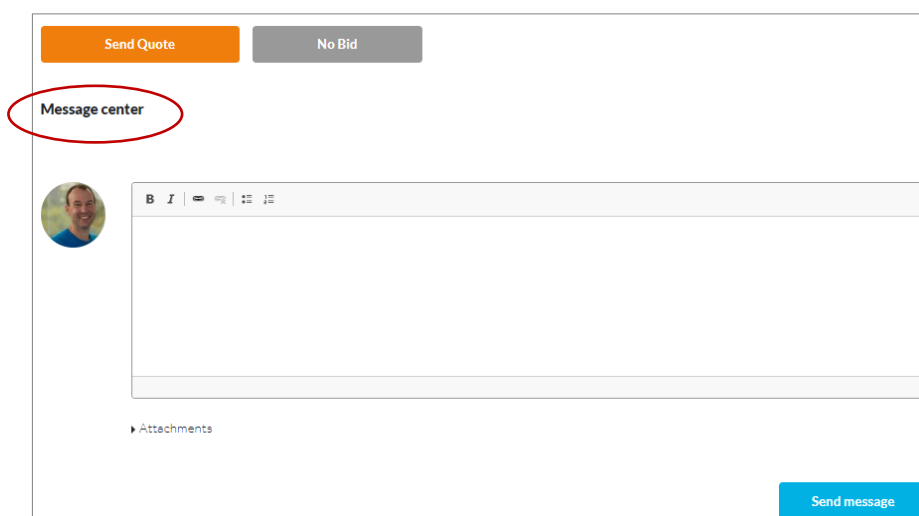 Send Quote No Bid
Message center
B I
Attachments
Send message